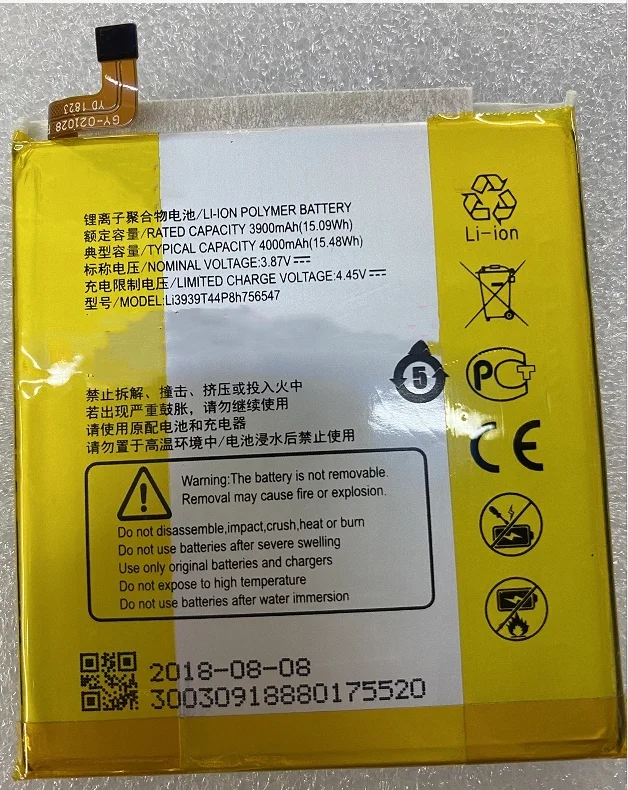 GY-021028
YD 1823
锂离子聚合物电池/LI-ION POLYMER BATTERY
额定容量/RATED CAPACITY 3900mAh(15.09Wh)
典型容量/TYPICAL CAPACITY 4000mAh(15.48Wh)
标称电压/NOMINAL VOLTAGE:3.87V⎓
充电限制电压/LIMITED CHARGE VOLTAGE:4.45V⎓
型号/MODEL:Li3939T44P8h756547
Li-ion
5
PCT
CE
禁止拆解、撞击、挤压或投入火中
若出现严重鼓胀，请勿继续使用
请使用原配电池和充电器
请勿置于高温环境中/电池浸水后禁止使用
Warning:The battery is not removable.
Removal may cause fire or explosion.
Do not disassemble,impact,crush,heat or burn
Do not use batteries after severe swelling
Use only original batteries and chargers
Do not expose to high temperature
Do not use batteries after water immersion
2018-08-08
30030918880175520